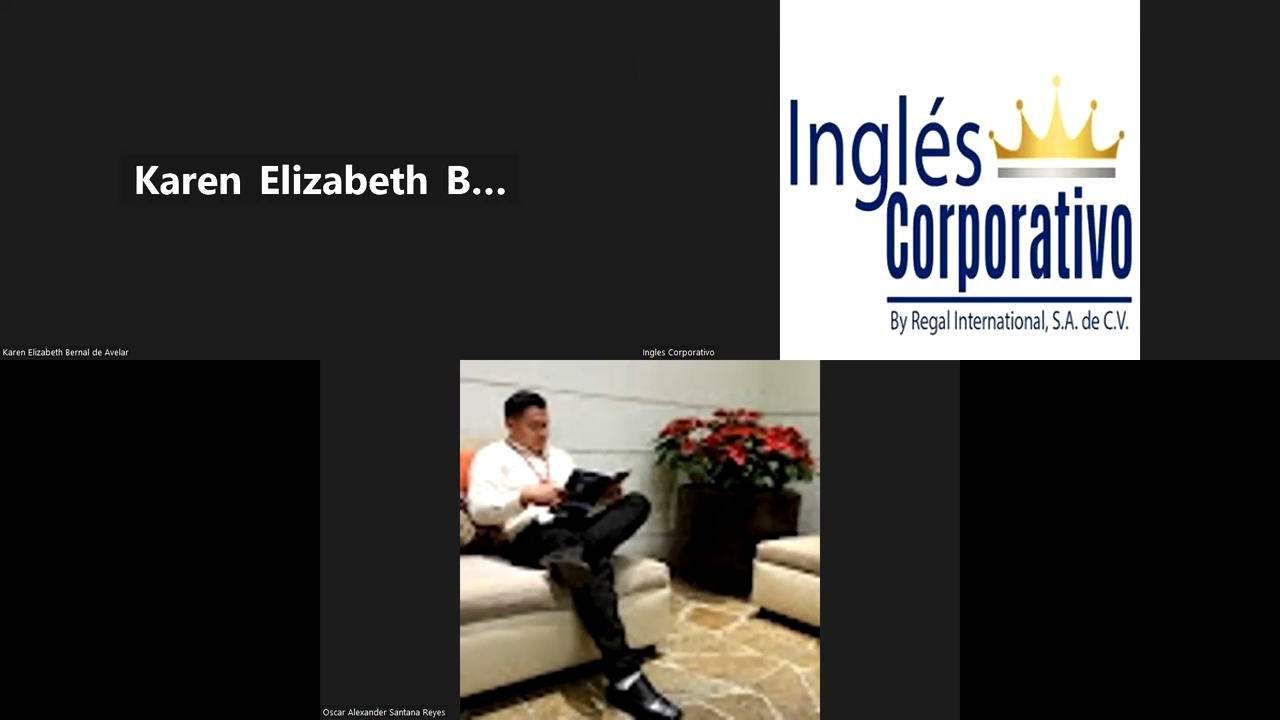 Karen Elizabeth B...
Inglés
Corporativo
By Regal International, S.A. de C.V.
Karen Elizabeth Bernal de Avelar
Ingles Corporativo
Oscar Alexander Santana Reyes